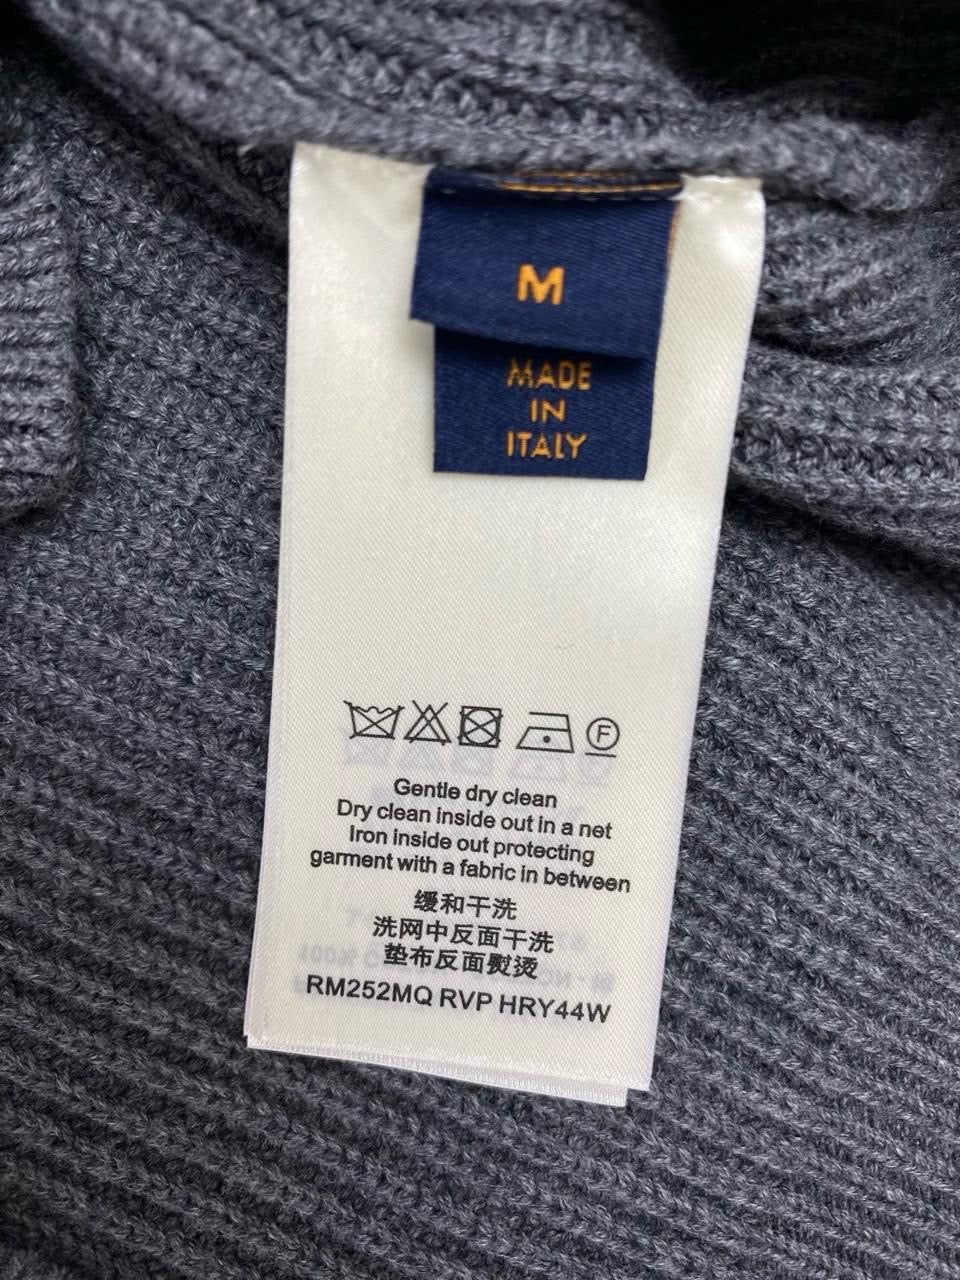 M
MADE
IN
ITALY
F
Gentle dry clean
Dry clean inside out in a net
Iron inside out protecting
garment with a fabric in between
缓和干洗
洗网中反面干洗
垫布反面熨烫
RM252MQ RVP HRY44W